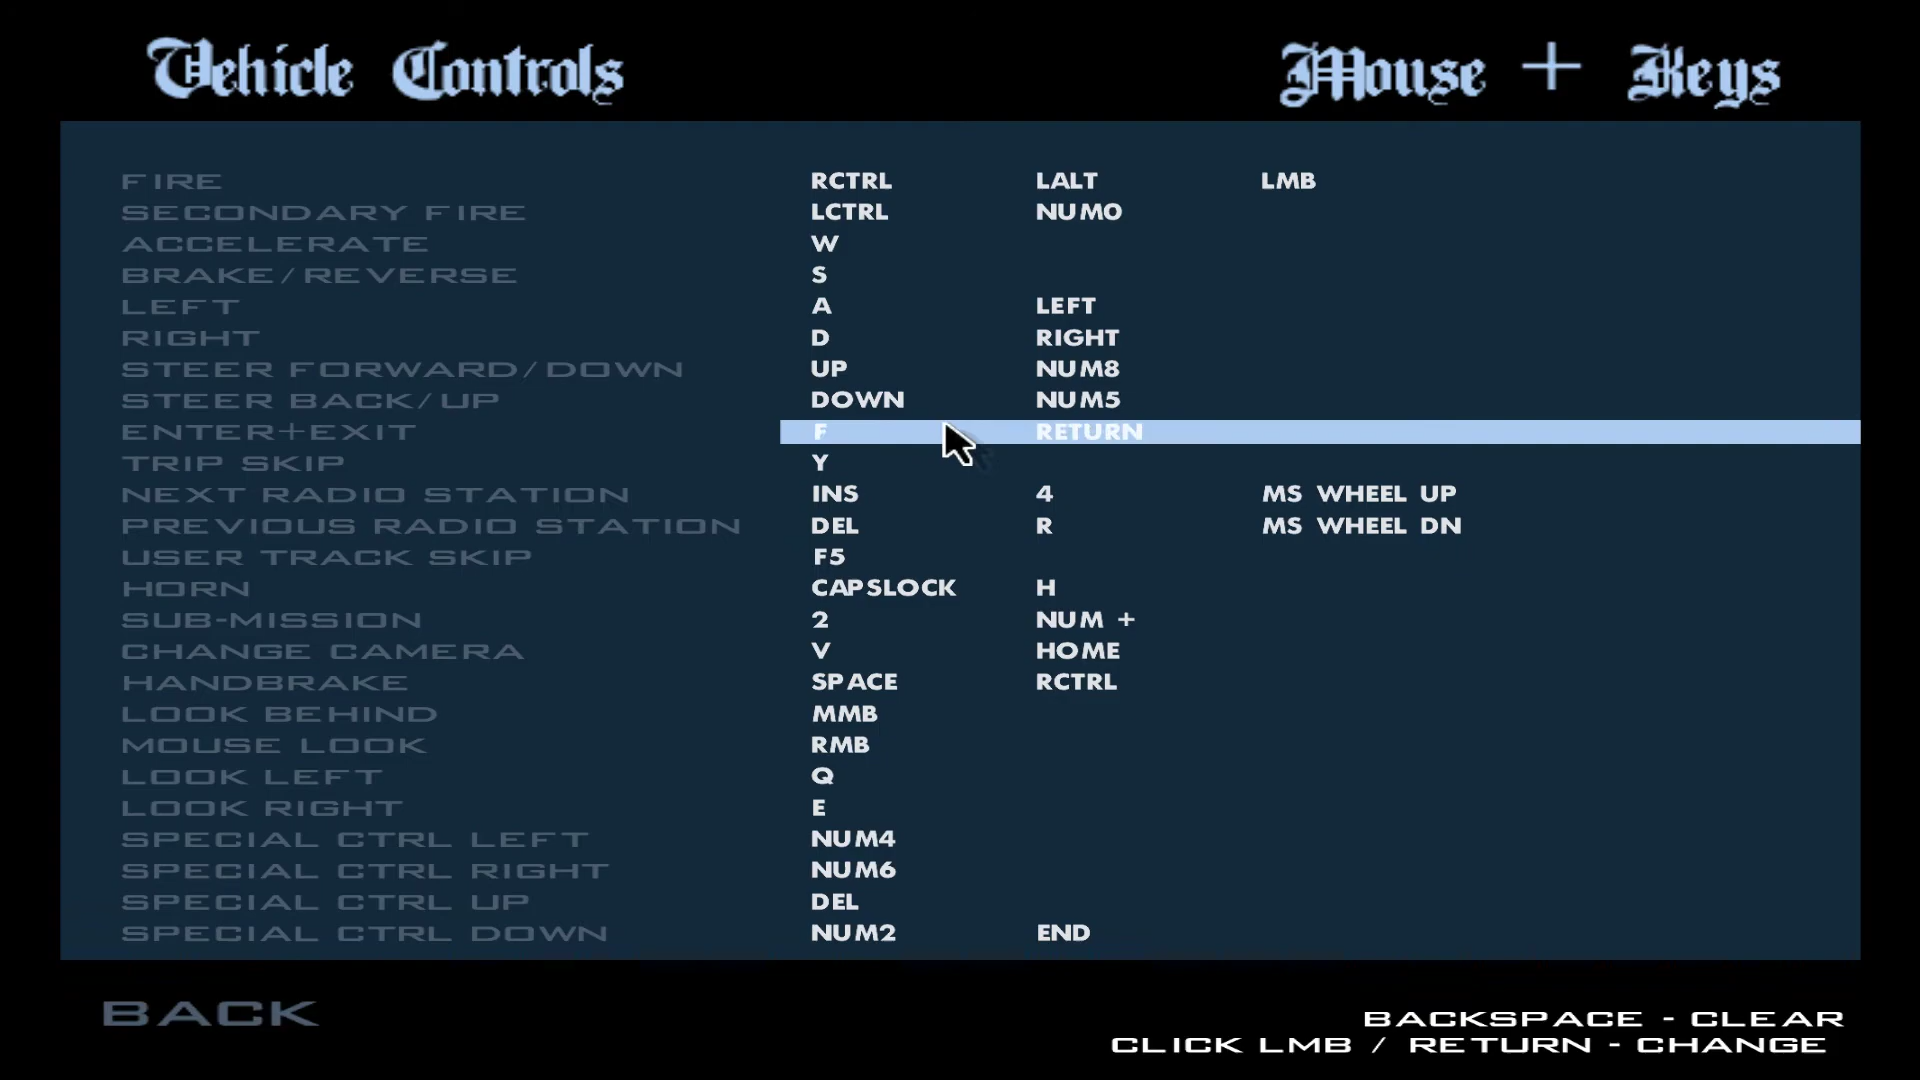 Vehicle Controls Mouse + Keys
FIRE RCTRL LALT LMB
SECONDARY FIRE LCTRL NUM0
ACCELERATE W
BRAKE/REVERSE S
LEFT A LEFT
RIGHT D RIGHT
STEER FORWARD/DOWN UP NUM8
STEER BACK/UP DOWN NUM5
ENTER+EXIT F RETURN
TRIP SKIP Y
NEXT RADIO STATION INS 4 MS WHEEL UP
PREVIOUS RADIO STATION DEL R MS WHEEL DN
USER TRACK SKIP F5
HORN CAPSLOCK H
SUB-MISSION 2 NUM +
CHANGE CAMERA V HOME
HANDBRAKE SPACE RCTRL
LOOK BEHIND MMB
MOUSE LOOK RMB
LOOK LEFT Q
LOOK RIGHT E
SPECIAL CTRL LEFT NUM4
SPECIAL CTRL RIGHT NUM6
SPECIAL CTRL UP DEL
SPECIAL CTRL DOWN NUM2 END
BACK
BACKSPACE - CLEAR
CLICK LMB / RETURN - CHANGE